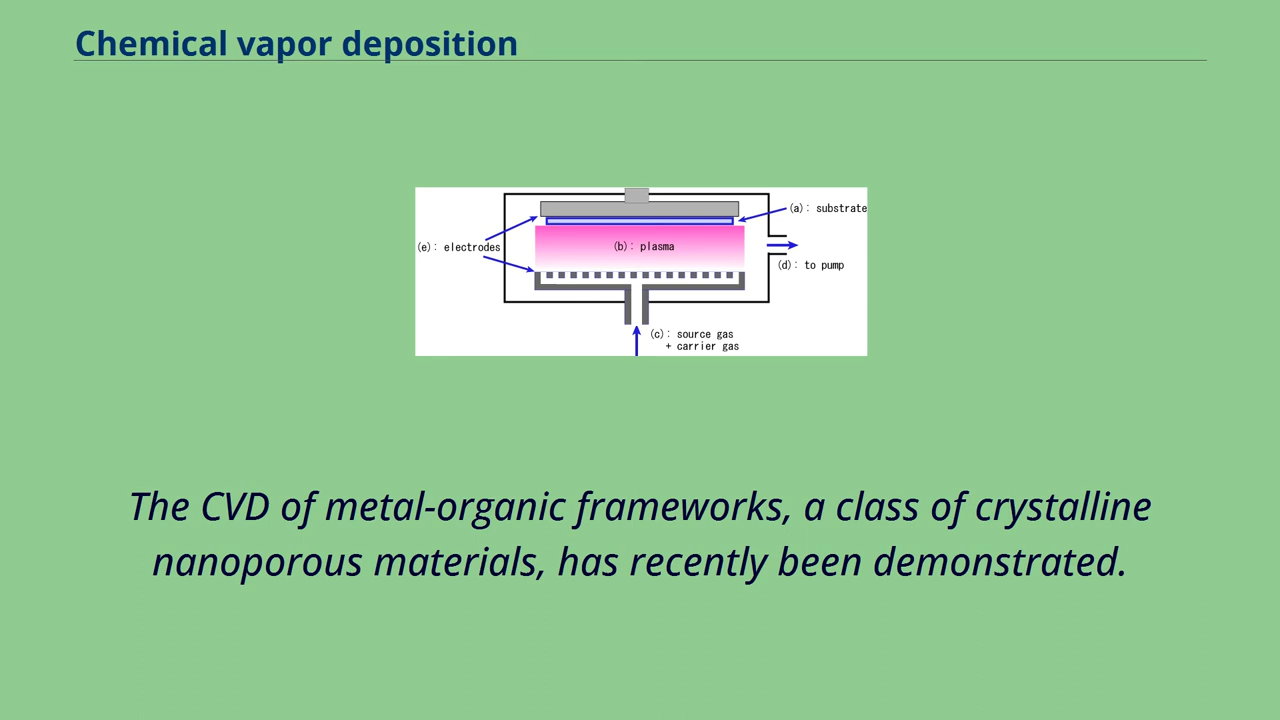 Chemical vapor deposition
(a): substrate
(e): electrodes
(b): plasma
(d): to pump
(c): source gas
+ carrier gas
The CVD of metal-organic frameworks, a class of crystalline
nanoporous materials, has recently been demonstrated.